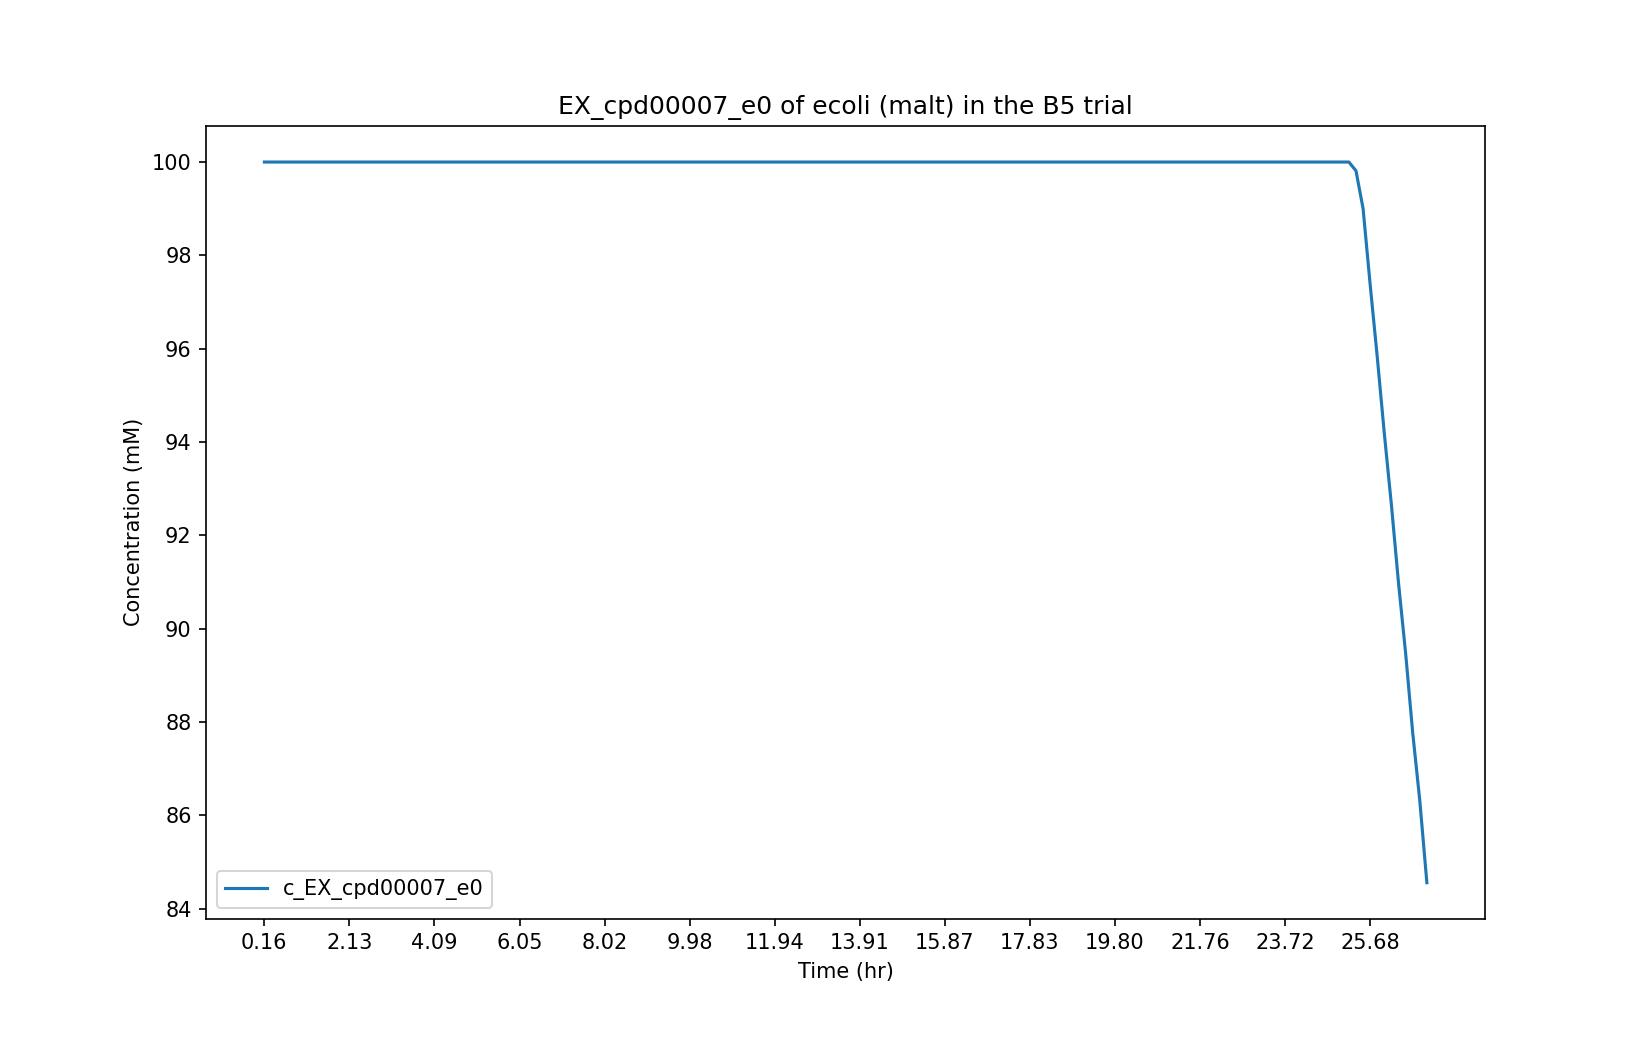 EX_cpd00007_e0 of ecoli (malt) in the B5 trial
100
98
96
94
92
90
88
86
84
Concentration (mM)
c_EX_cpd00007_e0
0.16 2.13 4.09 6.05 8.02 9.98 11.94 13.91 15.87 17.83 19.80 21.76 23.72 25.68
Time (hr)